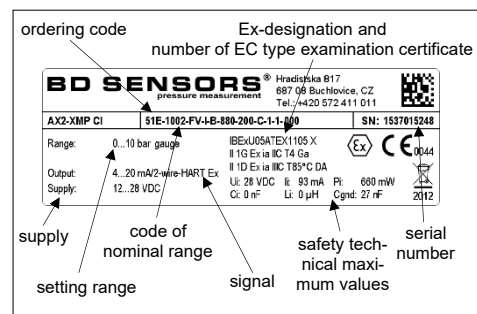 ordering code
Ex-designation and
number of EC type examination certificate
BD SENSORS®
pressure measurement
Hradistska 817
687 08 Buchlovice, CZ
Tel.: +420 572 411 011
AX2-XMP CI 51E-1002-FV-I-B-880-200-C-1-1-000 SN: 1537015248
Range: 0...10 bar gauge
IBExU05ATEX1105 X
II 1G Ex ia IIC T4 Ga
II 1D Ex ia IIIC T85°C DA
Ex CE 0044
Output: 4...20 mA/2-wire-HART Ex
Supply: 12...28 VDC
Ui: 28 VDC Ii: 93 mA Pi: 660 mW
Ci: 0 nF Li: 0 µH Cgnd: 27 nF
2012
supply
setting range
code of
nominal range
signal
safety tech-
nical maxi-
mum values
serial
number